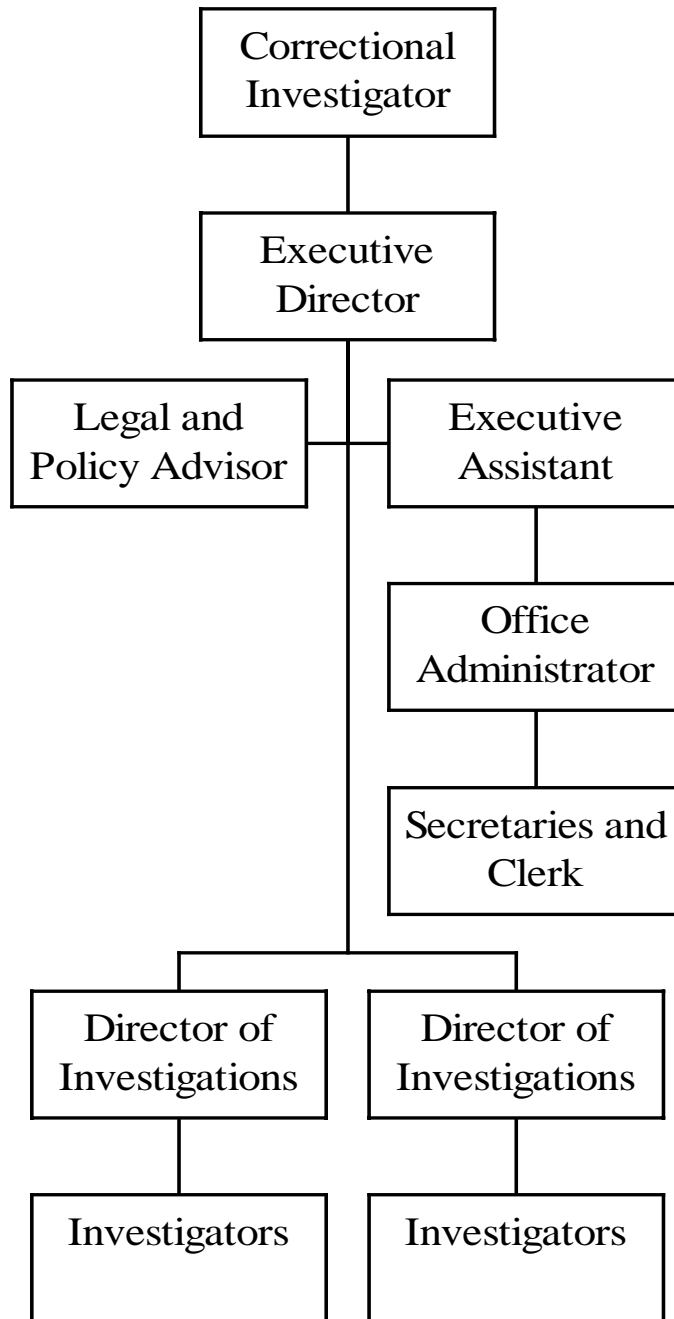 Correctional
Investigator
Executive
Director
Legal and
Policy Advisor
Executive
Assistant
Office
Administrator
Secretaries and
Clerk
Director of
Investigations
Director of
Investigations
Investigators
Investigators